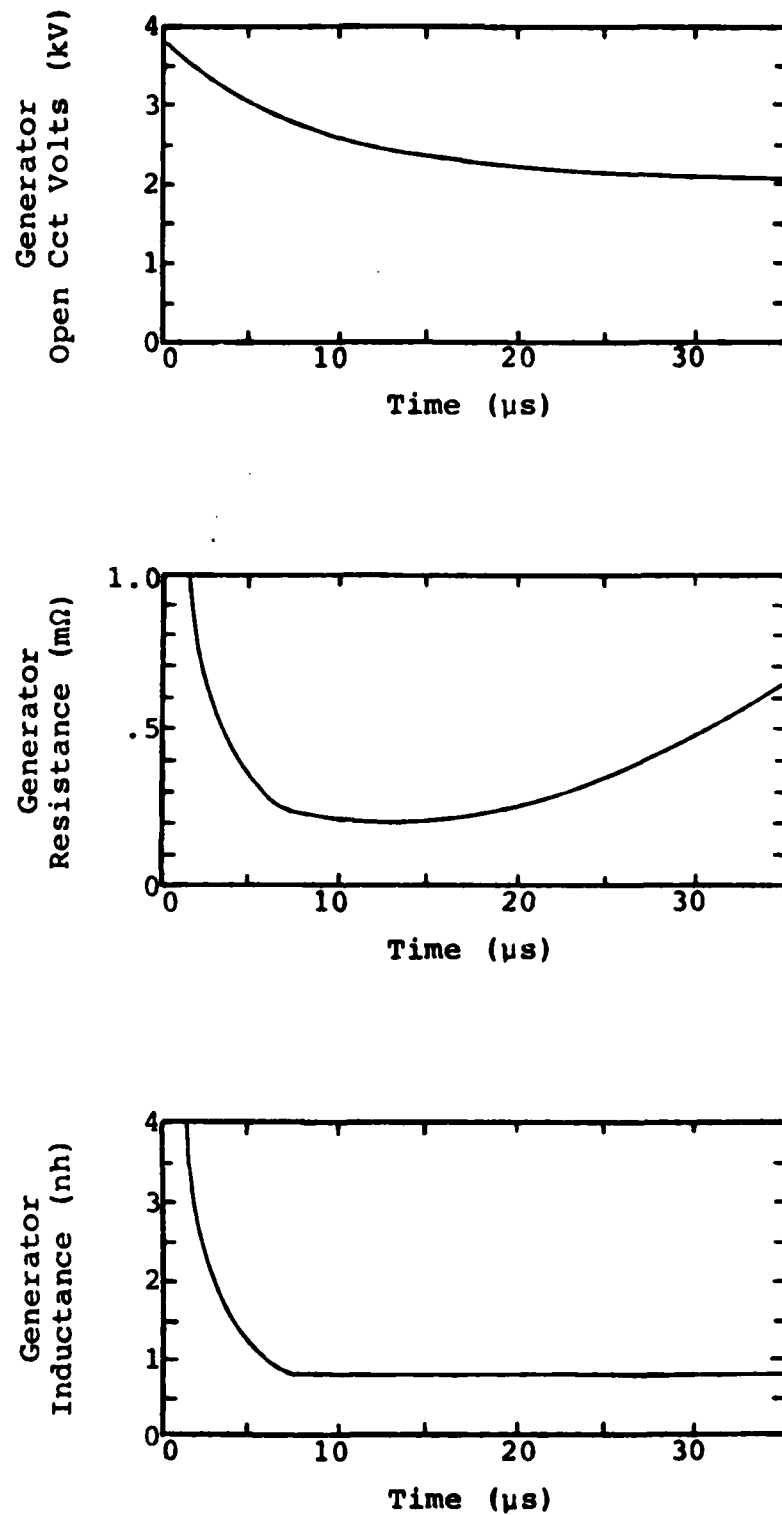 Generator
Open Cct Volts (kV)
4
3
2
1
0
0 10 20 30
Time (μs)
Generator
Resistance (mΩ)
1.0
.5
0
0 10 20 30
Time (μs)
Generator
Inductance (nh)
4
3
2
1
0
0 10 20 30
Time (μs)